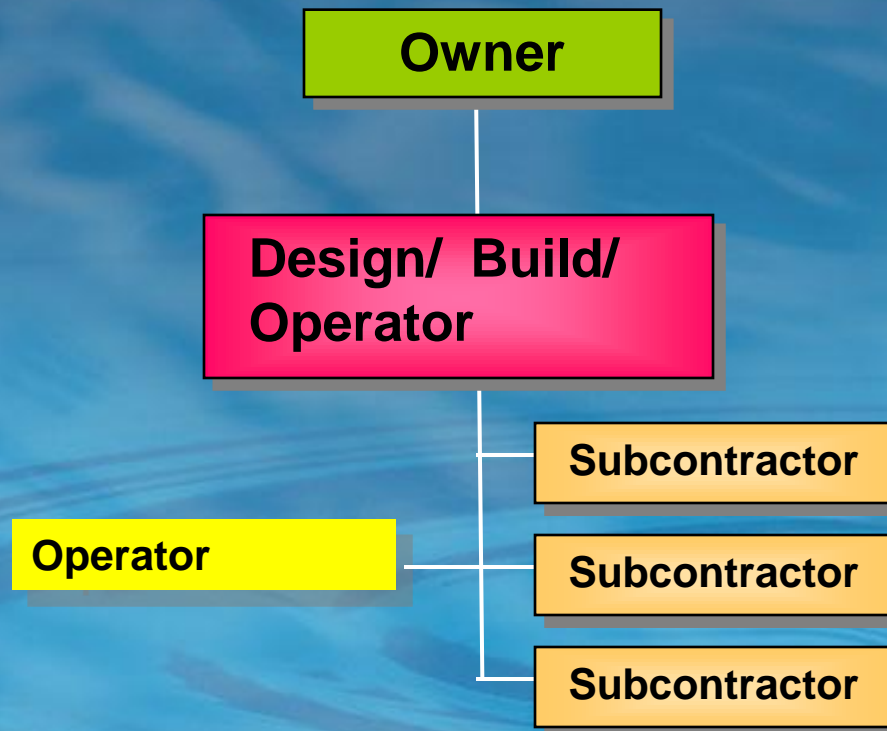 Owner
Design/ Build/
Operator
Subcontractor
Operator
Subcontractor
Subcontractor